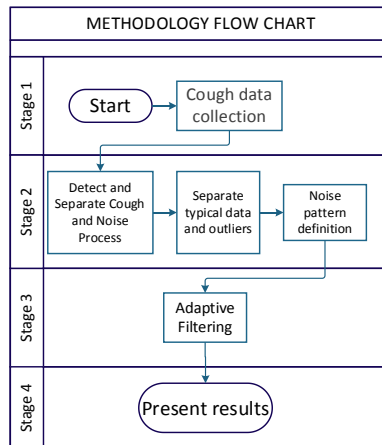 METHODOLOGY FLOW CHART
Stage 1
Start
Cough data
collection
Stage 2
Detect and
Separate Cough
and Noise
Process
Separate
typical data
and outliers
Noise
pattern
definition
Stage 3
Adaptive
Filtering
Stage 4
Present results